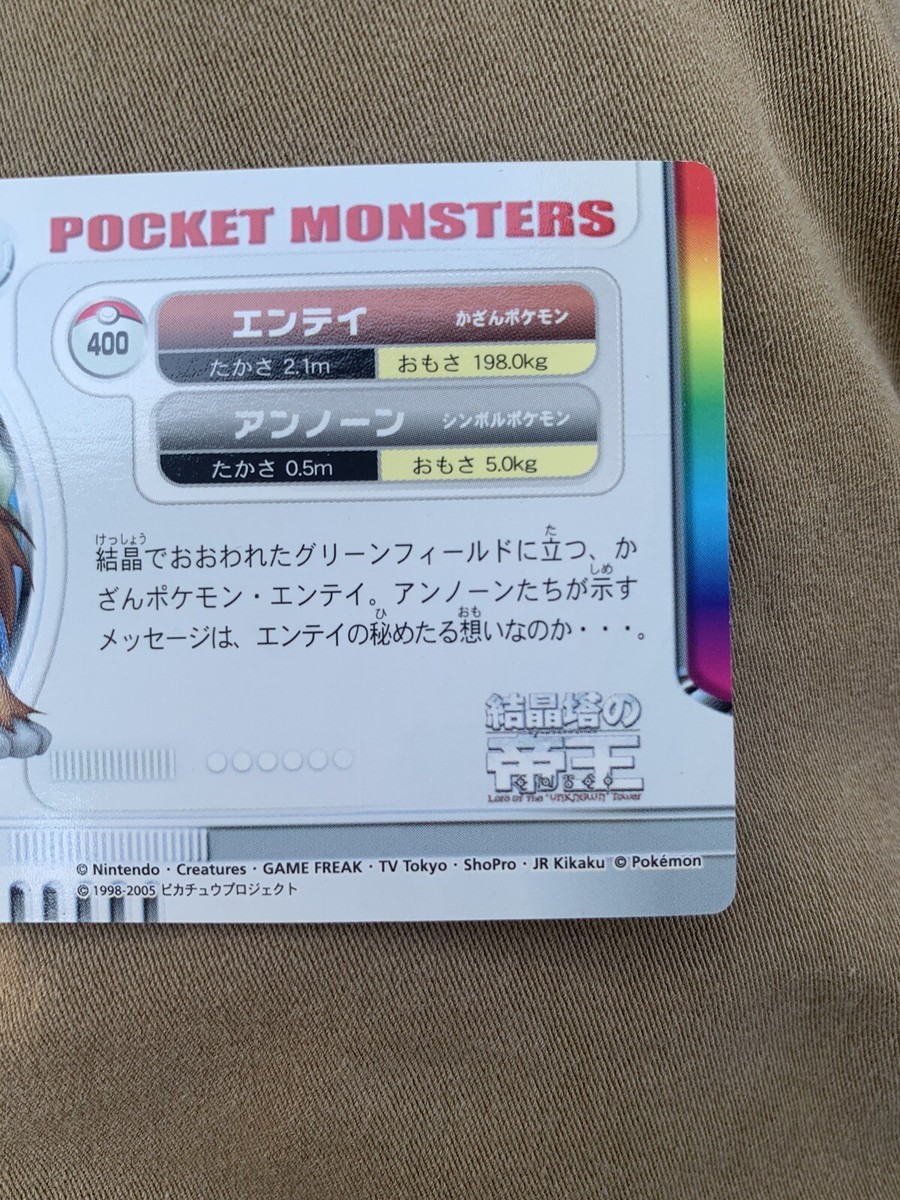 POCKET MONSTERS
400
エンテイ かざんポケモン
たかさ 2.1m おもさ 198.0kg
アンノーン シンボルポケモン
たかさ 0.5m おもさ 5.0kg
結晶でおおわれたグリーンフィールドに立つ、か
ざんポケモン・エンテイ。アンノーンたちが示す
メッセージは、エンテイの秘めたる想いなのか・・・。
結晶塔の
帝王
Lord of the "UNKNOWN" Tower
© Nintendo・Creatures・GAME FREAK・TV Tokyo・ShoPro・JR Kikaku © Pokémon
© 1998-2005 ピカチュウプロジェクト